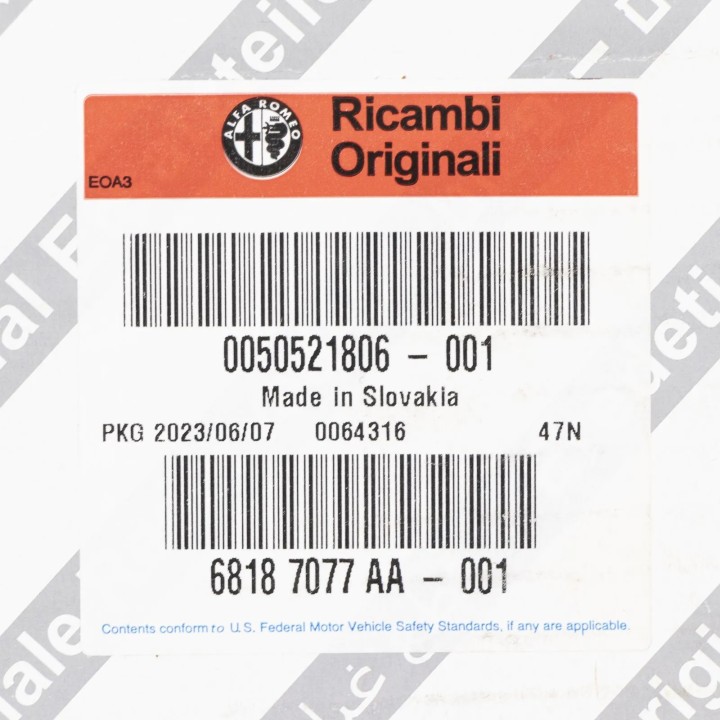 ALFA ROMEO
Ricambi
Originali
EOA3
0050521806 - 001
Made in Slovakia
PKG 2023/06/07 0064316 47N
6818 7077 AA - 001
Contents conform to U.S. Federal Motor Vehicle Safety Standards, if any are applicable.